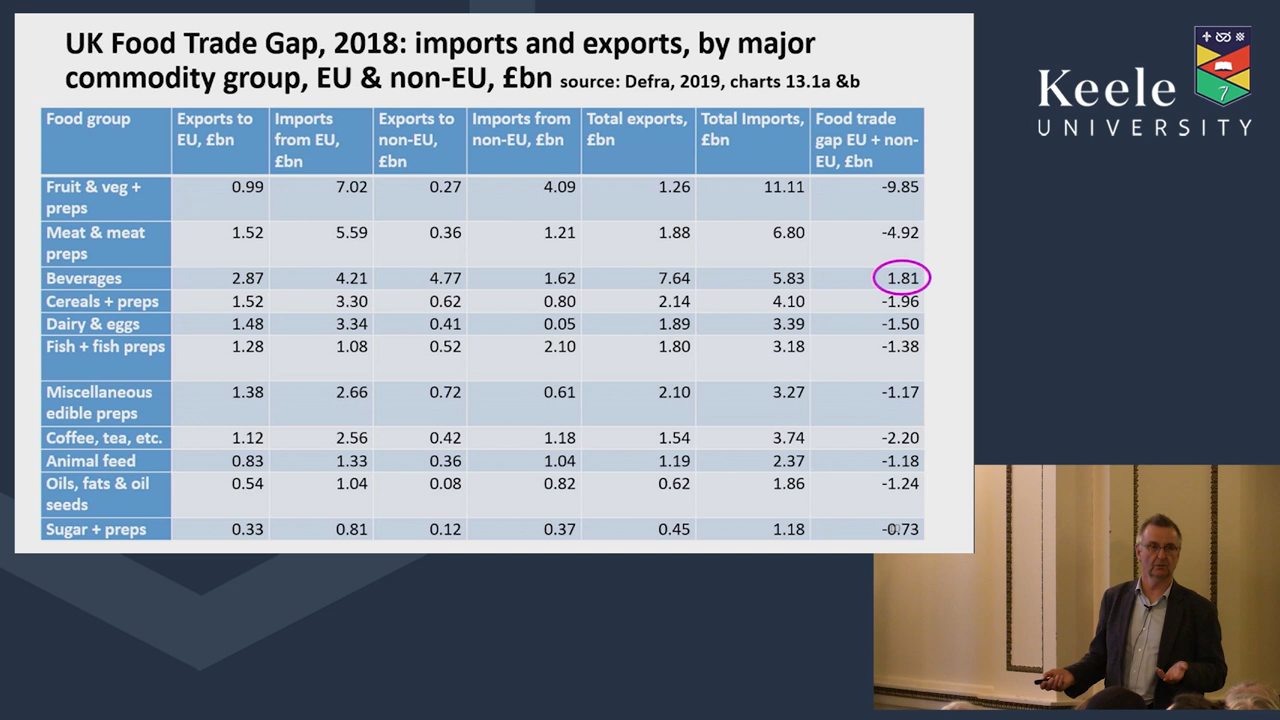 UK Food Trade Gap, 2018: imports and exports, by major
commodity group, EU & non-EU, £bn source: Defra, 2019, charts 13.1a &b
Food group | Exports to EU, £bn | Imports from EU, £bn | Exports to non-EU, £bn | Imports from non-EU, £bn | Total exports, £bn | Total Imports, £bn | Food trade gap EU + non-EU, £bn
Fruit & veg + preps | 0.99 | 7.02 | 0.27 | 4.09 | 1.26 | 11.11 | -9.85
Meat & meat preps | 1.52 | 5.59 | 0.36 | 1.21 | 1.88 | 6.80 | -4.92
Beverages | 2.87 | 4.21 | 4.77 | 1.62 | 7.64 | 5.83 | 1.81
Cereals + preps | 1.52 | 3.30 | 0.62 | 0.80 | 2.14 | 4.10 | -1.96
Dairy & eggs | 1.48 | 3.34 | 0.41 | 0.05 | 1.89 | 3.39 | -1.50
Fish + fish preps | 1.28 | 1.08 | 0.52 | 2.10 | 1.80 | 3.18 | -1.38
Miscellaneous edible preps | 1.38 | 2.66 | 0.72 | 0.61 | 2.10 | 3.27 | -1.17
Coffee, tea, etc. | 1.12 | 2.56 | 0.42 | 1.18 | 1.54 | 3.74 | -2.20
Animal feed | 0.83 | 1.33 | 0.36 | 1.04 | 1.19 | 2.37 | -1.18
Oils, fats & oil seeds | 0.54 | 1.04 | 0.08 | 0.82 | 0.62 | 1.86 | -1.24
Sugar + preps | 0.33 | 0.81 | 0.12 | 0.37 | 0.45 | 1.18 | -0.73
Keele
UNIVERSITY